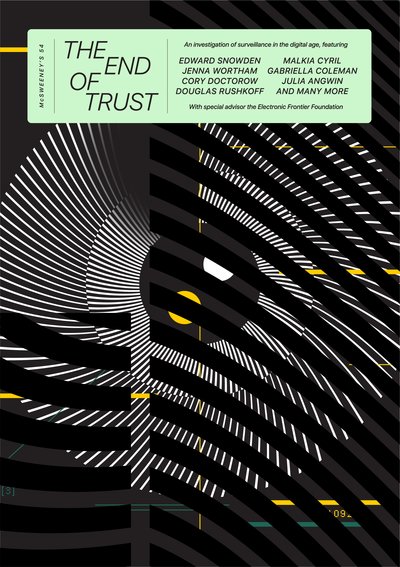 McSWEENEY'S 54
THE END
OF
TRUST
An investigation of surveillance in the digital age, featuring
EDWARD SNOWDEN
JENNA WORTHAM
CORY DOCTOROW
DOUGLAS RUSHKOFF
MALKIA CYRIL
GABRIELLA COLEMAN
JULIA ANGWIN
AND MANY MORE
With special advisor the Electronic Frontier Foundation
[3]